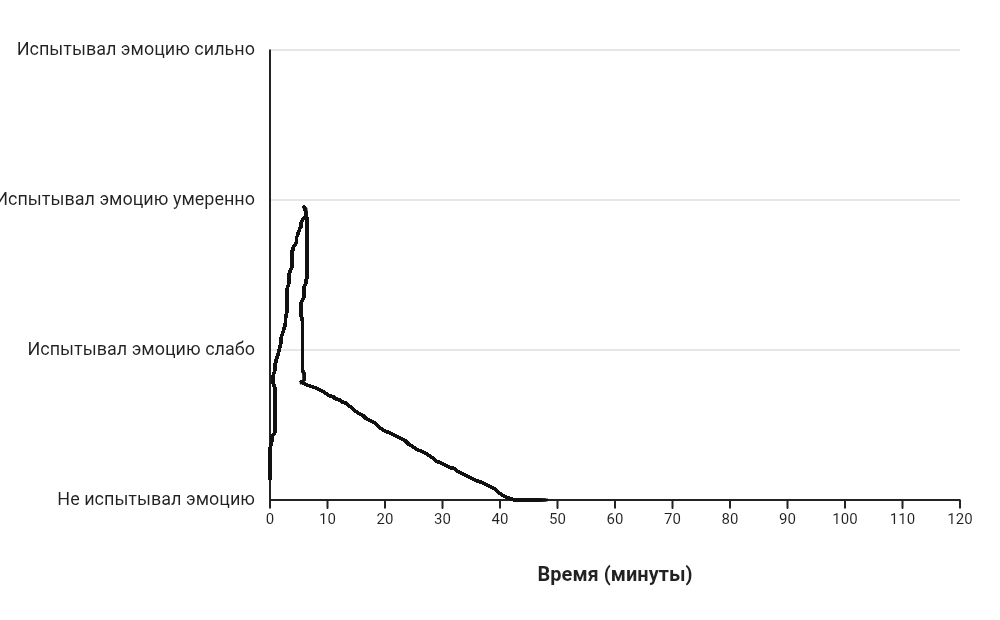 Испытывал эмоцию сильно
Испытывал эмоцию умеренно
Испытывал эмоцию слабо
Не испытывал эмоцию
0 10 20 30 40 50 60 70 80 90 100 110 120
Время (минуты)